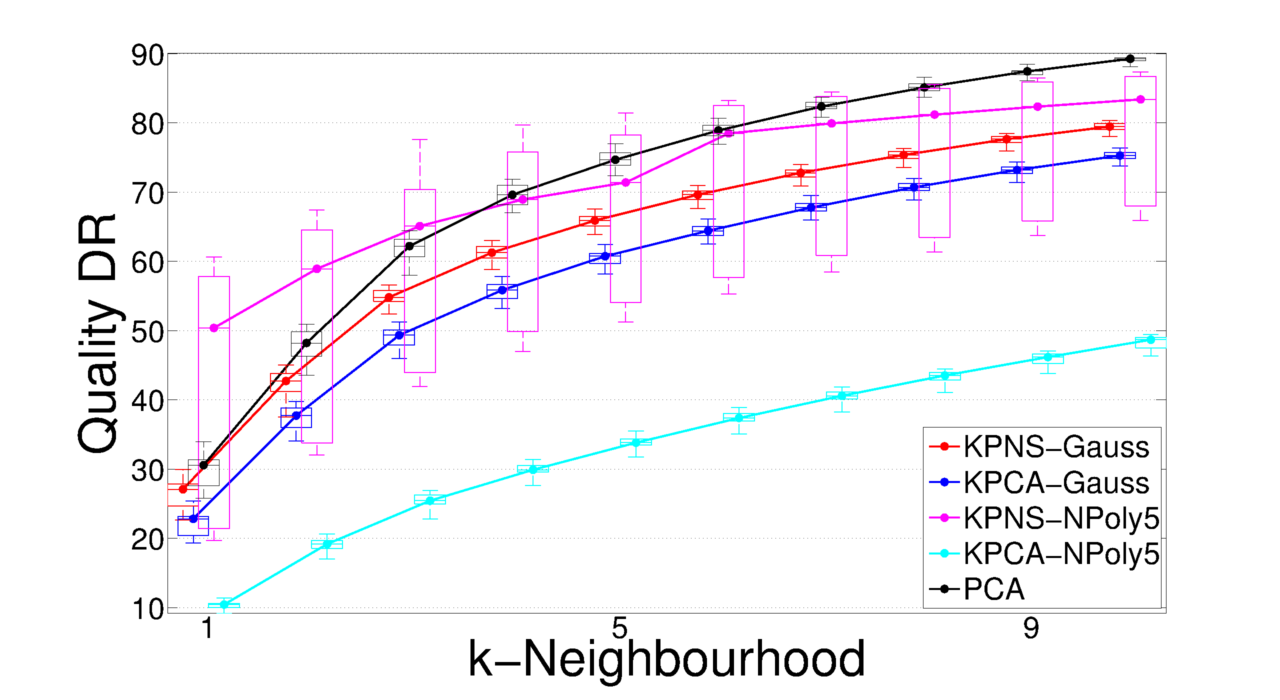 90
80
70
60
50
40
30
20
10
Quality DR
1
5
9
k−Neighbourhood
KPNS−Gauss
KPCA−Gauss
KPNS−NPoly5
KPCA−NPoly5
PCA